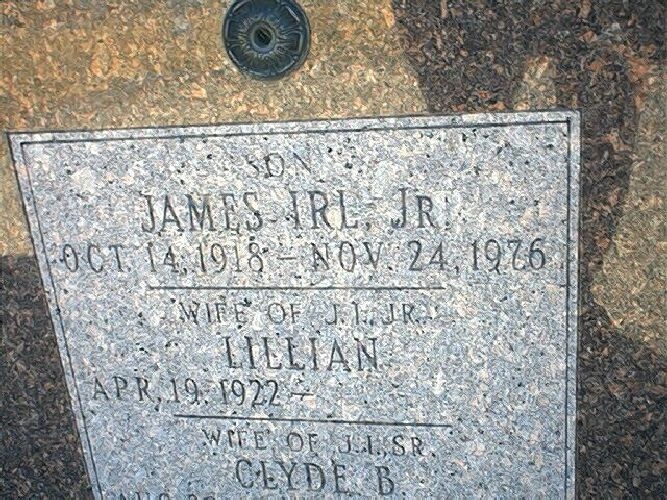 SON
JAMES IRL, JR.
OCT. 14, 1918 – NOV. 24, 1976
WIFE OF J.I. JR.
LILLIAN
APR. 19, 1922 –
WIFE OF J.I. SR.
CLYDE B.